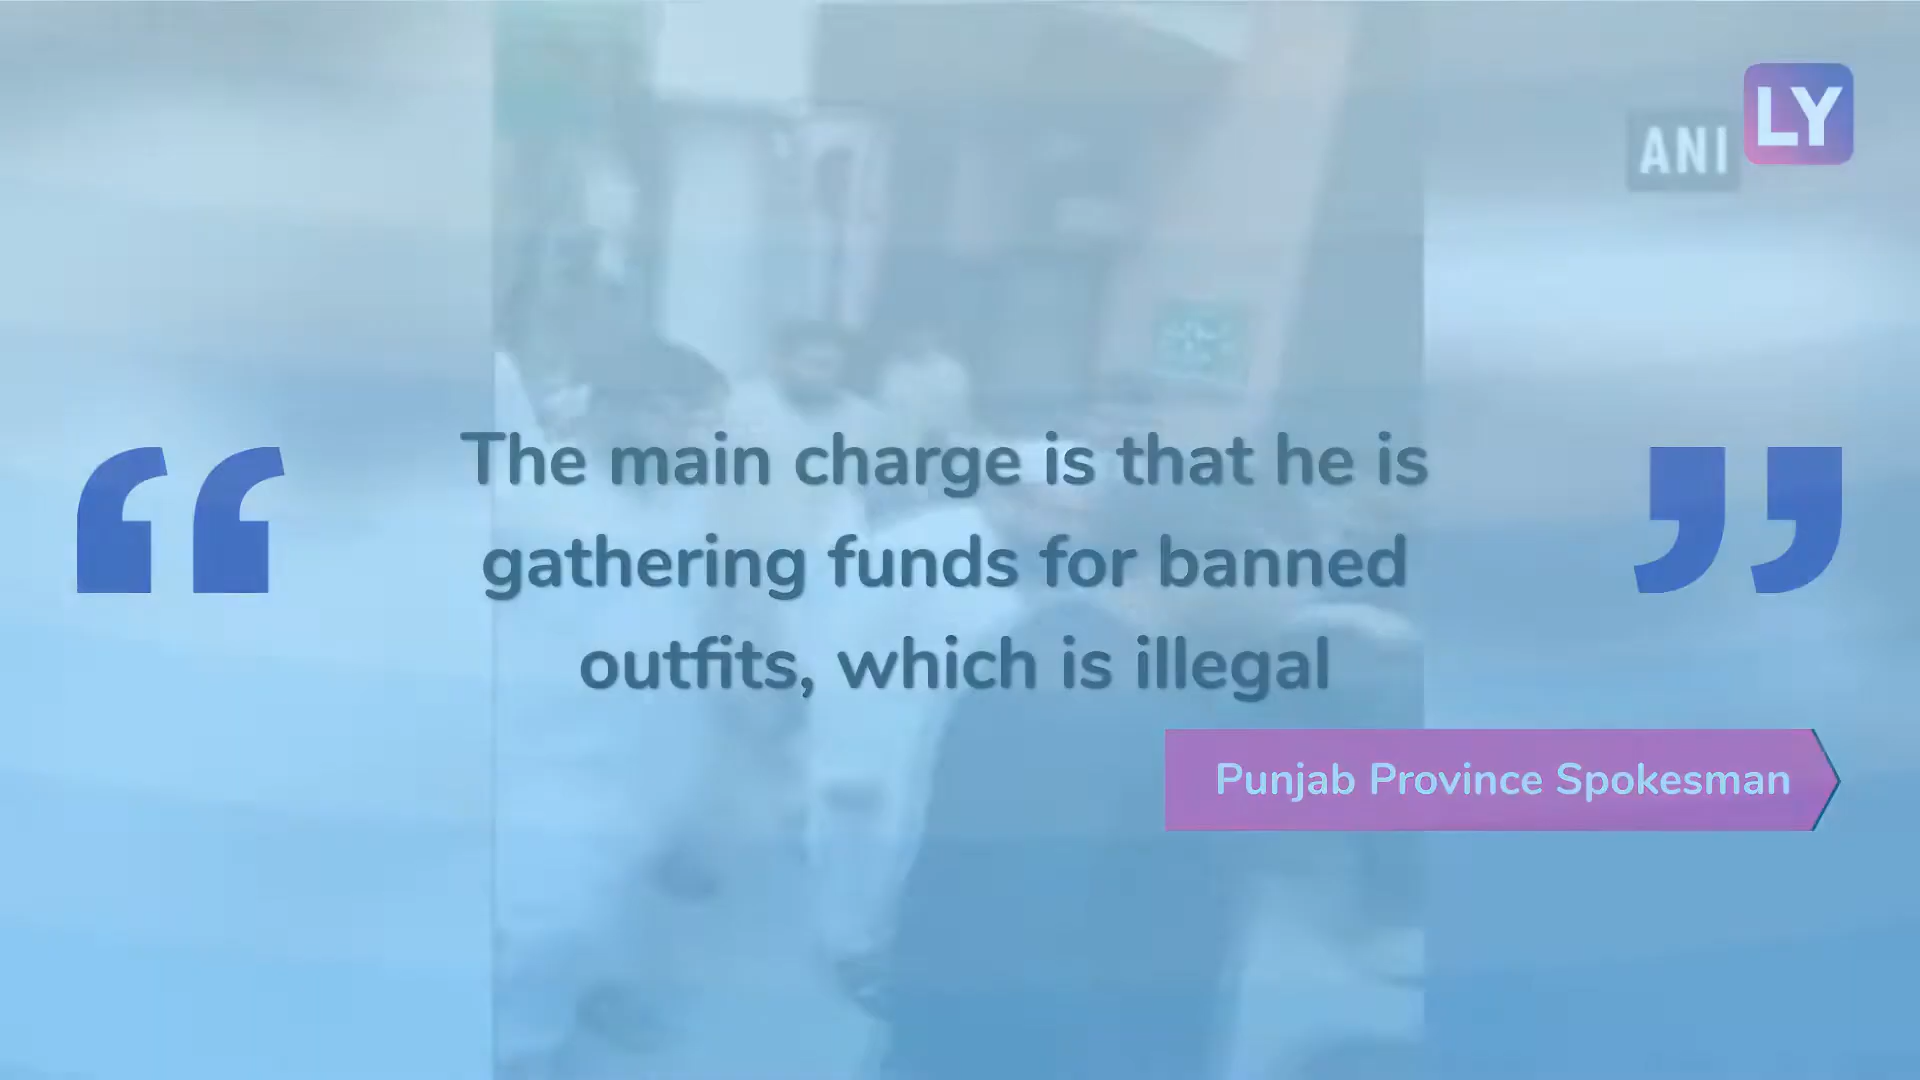 LY
ANI
“
The main charge is that he is
gathering funds for banned
outfits, which is illegal
”
Punjab Province Spokesman